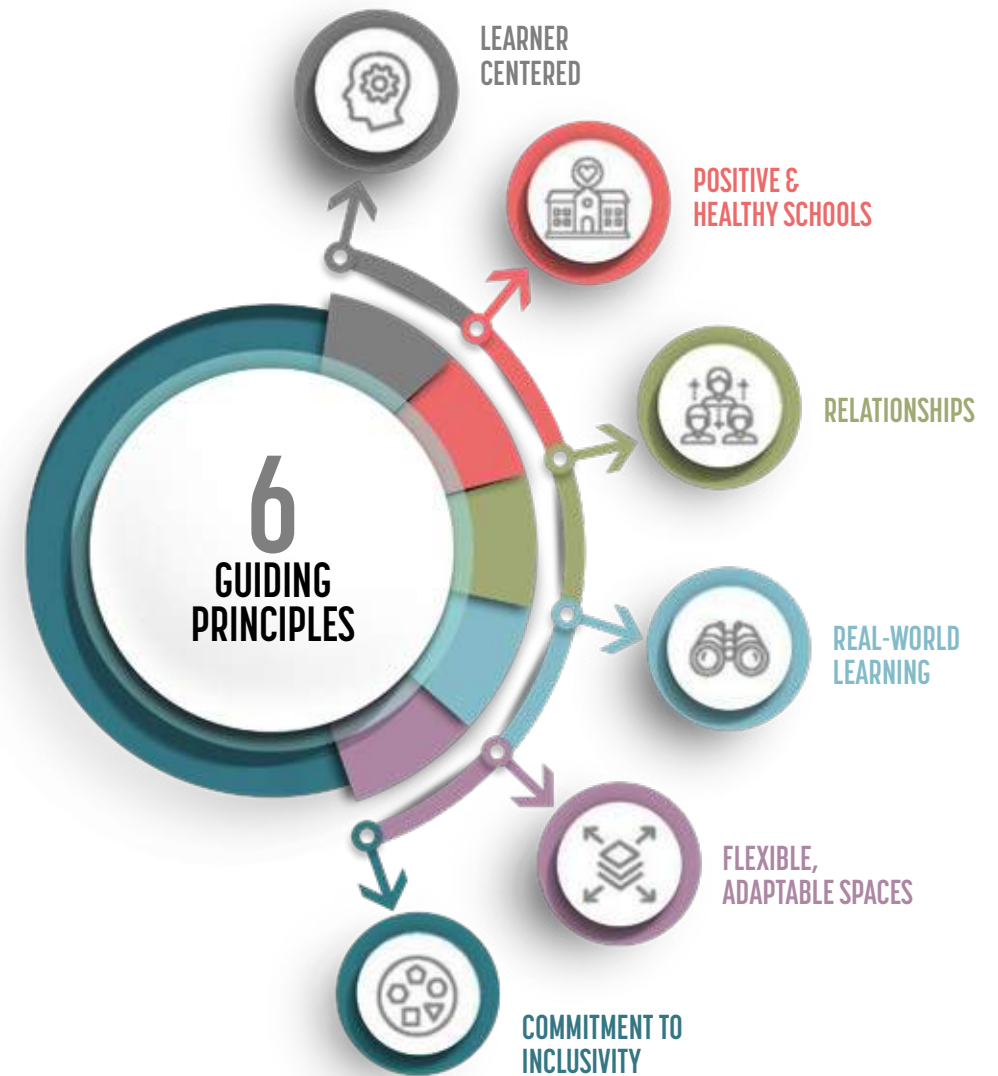 LEARNER
CENTERED
POSITIVE &
HEALTHY SCHOOLS
RELATIONSHIPS
6
GUIDING
PRINCIPLES
REAL-WORLD
LEARNING
FLEXIBLE,
ADAPTABLE SPACES
COMMITMENT TO
INCLUSIVITY